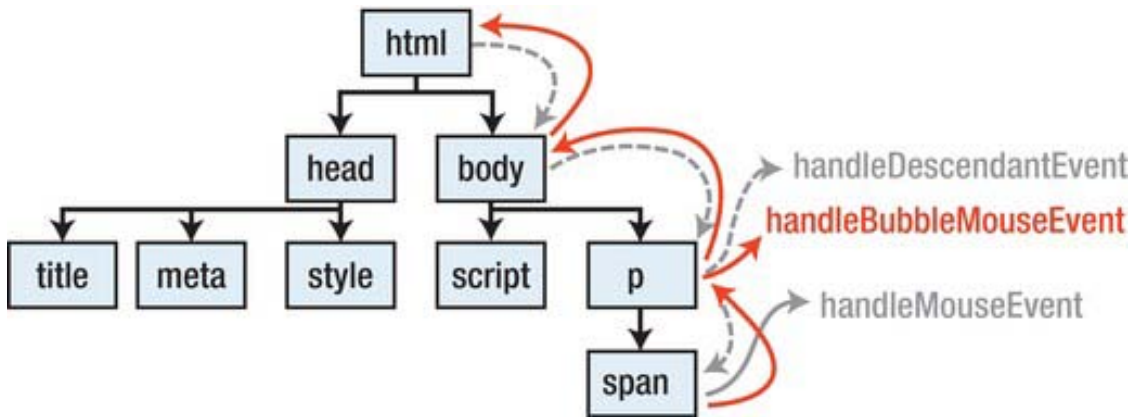 html
head
body
handleDescendantEvent
handleBubbleMouseEvent
title
meta
style
script
p
handleMouseEvent
span